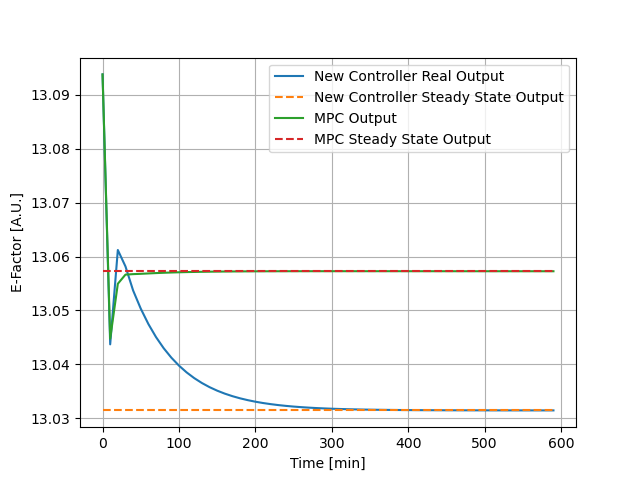 New Controller Real Output
New Controller Steady State Output
MPC Output
MPC Steady State Output
E-Factor [A.U.]
13.09
13.08
13.07
13.06
13.05
13.04
13.03
0 100 200 300 400 500 600
Time [min]